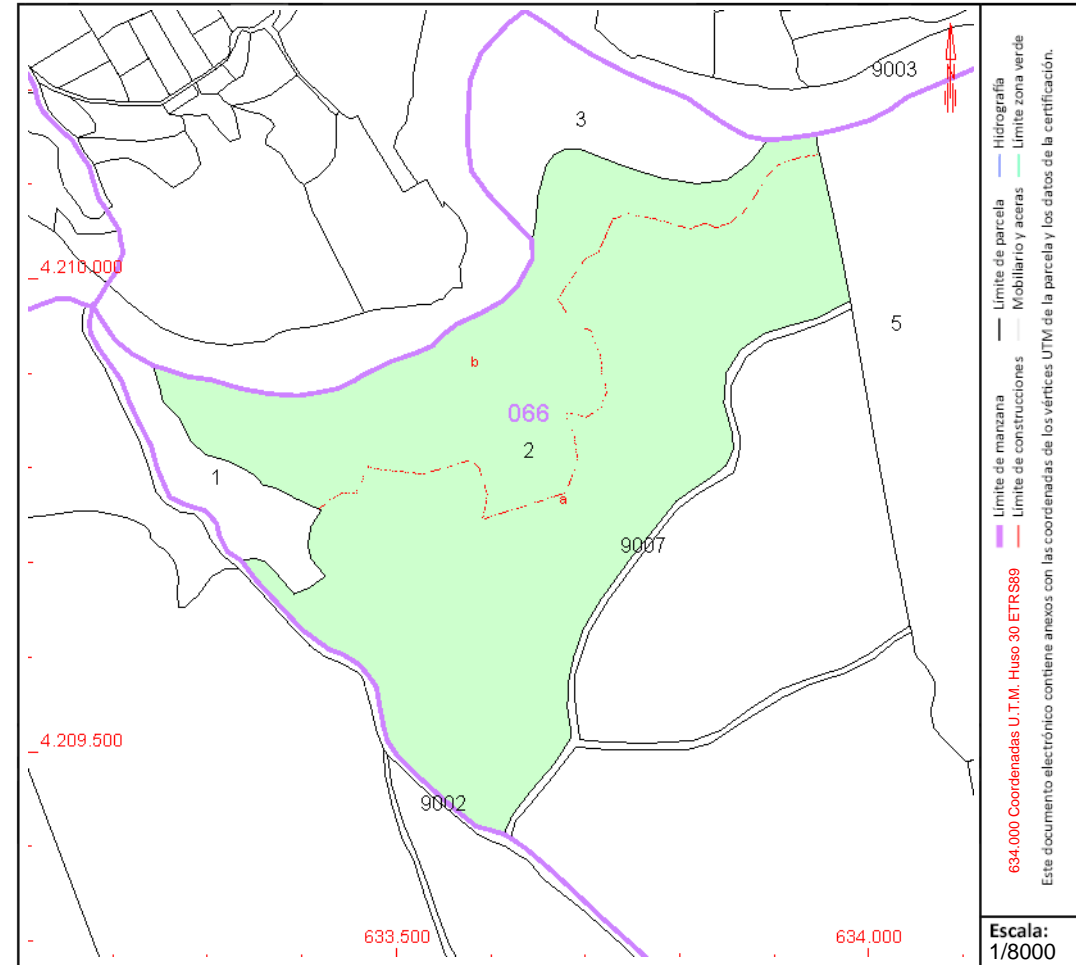 9003
3
4.210.000
5
b
066
2
1
a
9007
4.209.500
9002
633.500
634.000
Hidrografía
Límite zona verde
Límite de parcela
Mobiliario y aceras
Límite de manzana
Límite de construcciones
634.000 Coordenadas U.T.M. Huso 30 ETRS89
Este documento electrónico contiene anexos con las coordenadas de los vértices UTM de la parcela y los datos de la certificación.
Escala:
1/8000